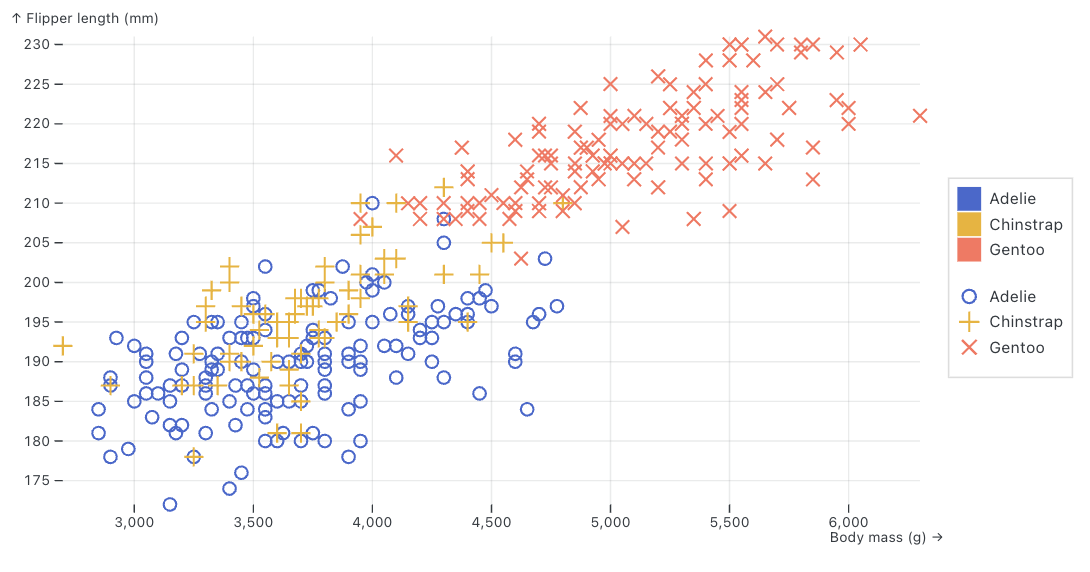 ↑ Flipper length (mm)
230
225
220
215
210
205
200
195
190
185
180
175
3,000
3,500
4,000
4,500
5,000
5,500
6,000
Body mass (g) →
Adelie
Chinstrap
Gentoo
Adelie
Chinstrap
Gentoo